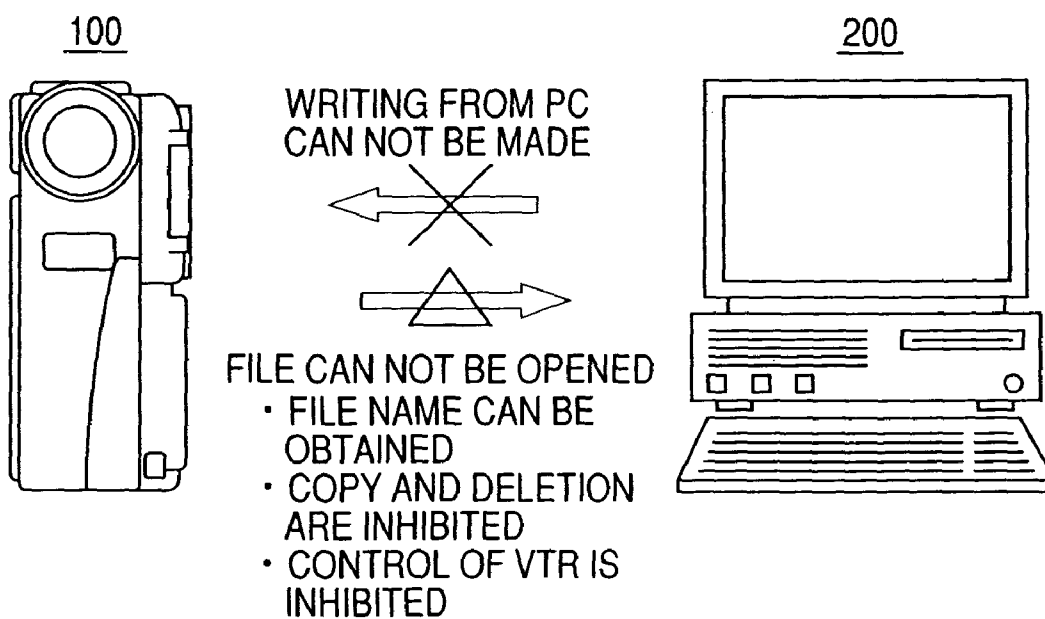 100
200
WRITING FROM PC
CAN NOT BE MADE
FILE CAN NOT BE OPENED
・FILE NAME CAN BE
OBTAINED
・COPY AND DELETION
ARE INHIBITED
・CONTROL OF VTR IS
INHIBITED